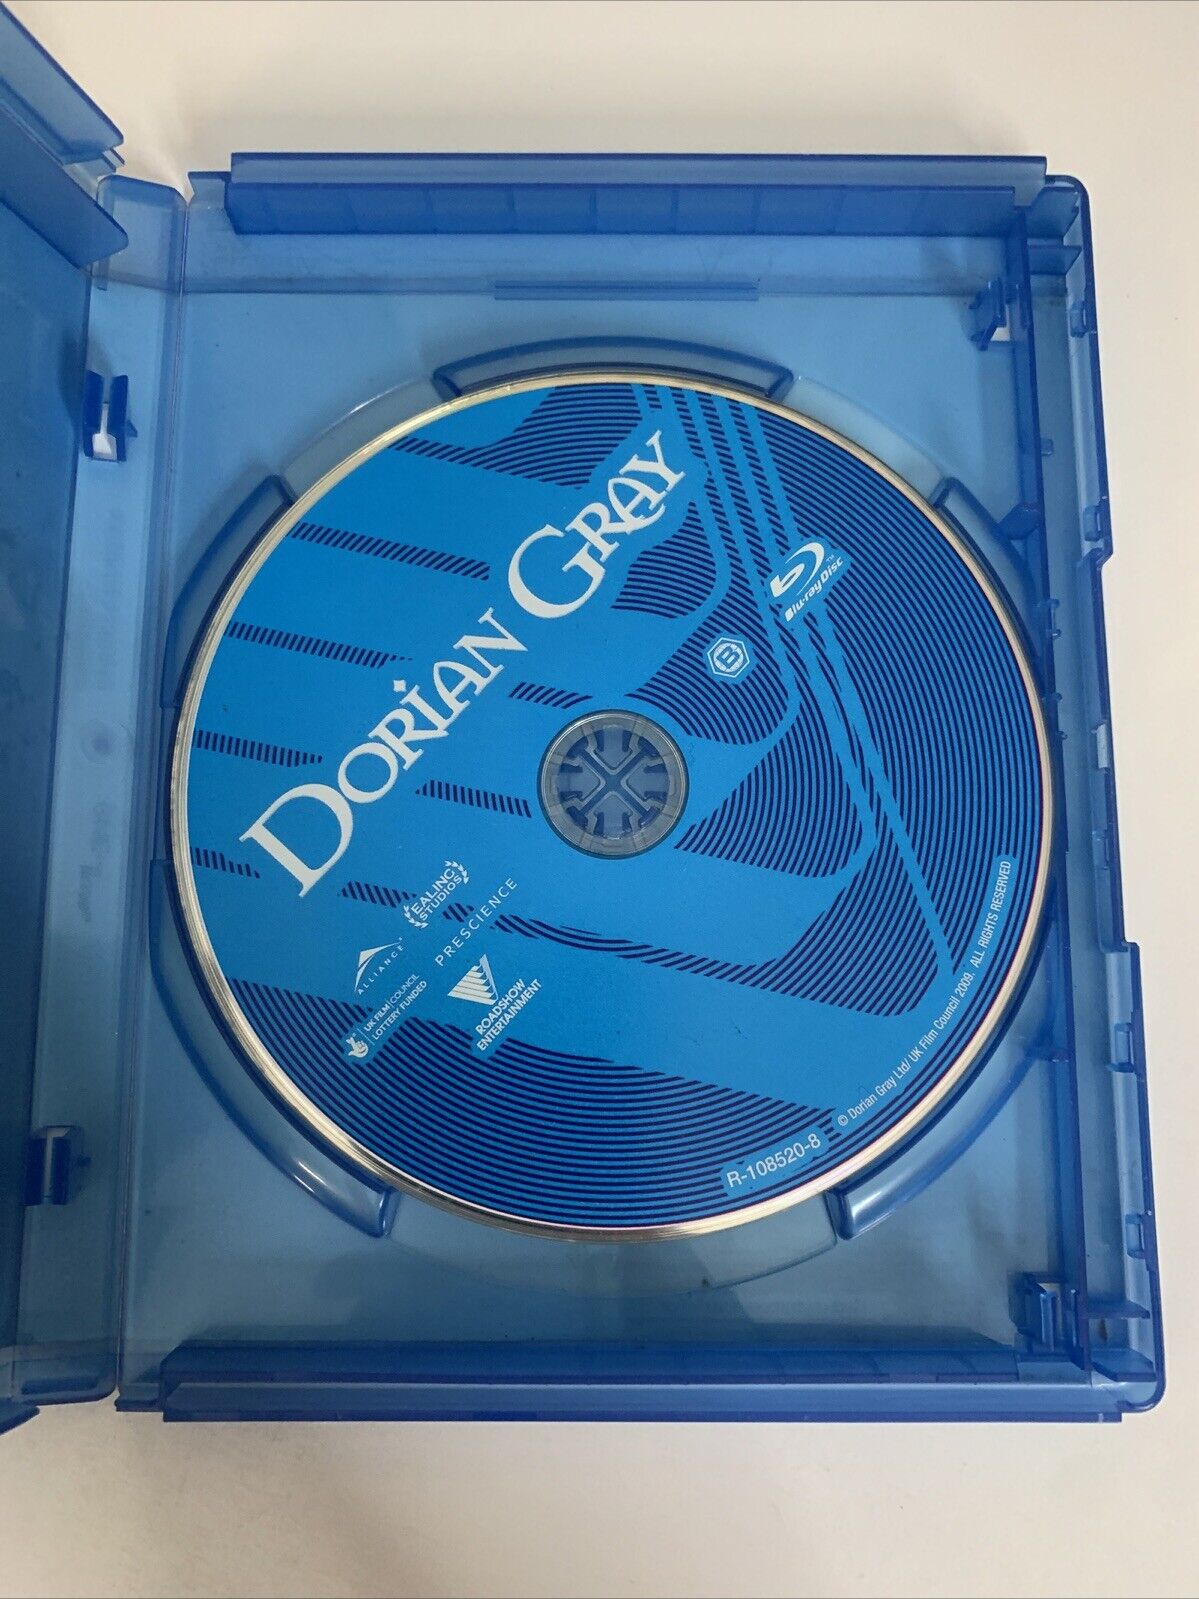 DORIAN GRAY
Blu-ray Disc™
B
EALING
STUDIOS
PRESCIENCE
ALLIANCE
UK FILM COUNCIL
LOTTERY FUNDED
ROADSHOW
ENTERTAINMENT
R-108520-8
© Dorian Gray Ltd/ UK Film Council 2009. ALL RIGHTS RESERVED